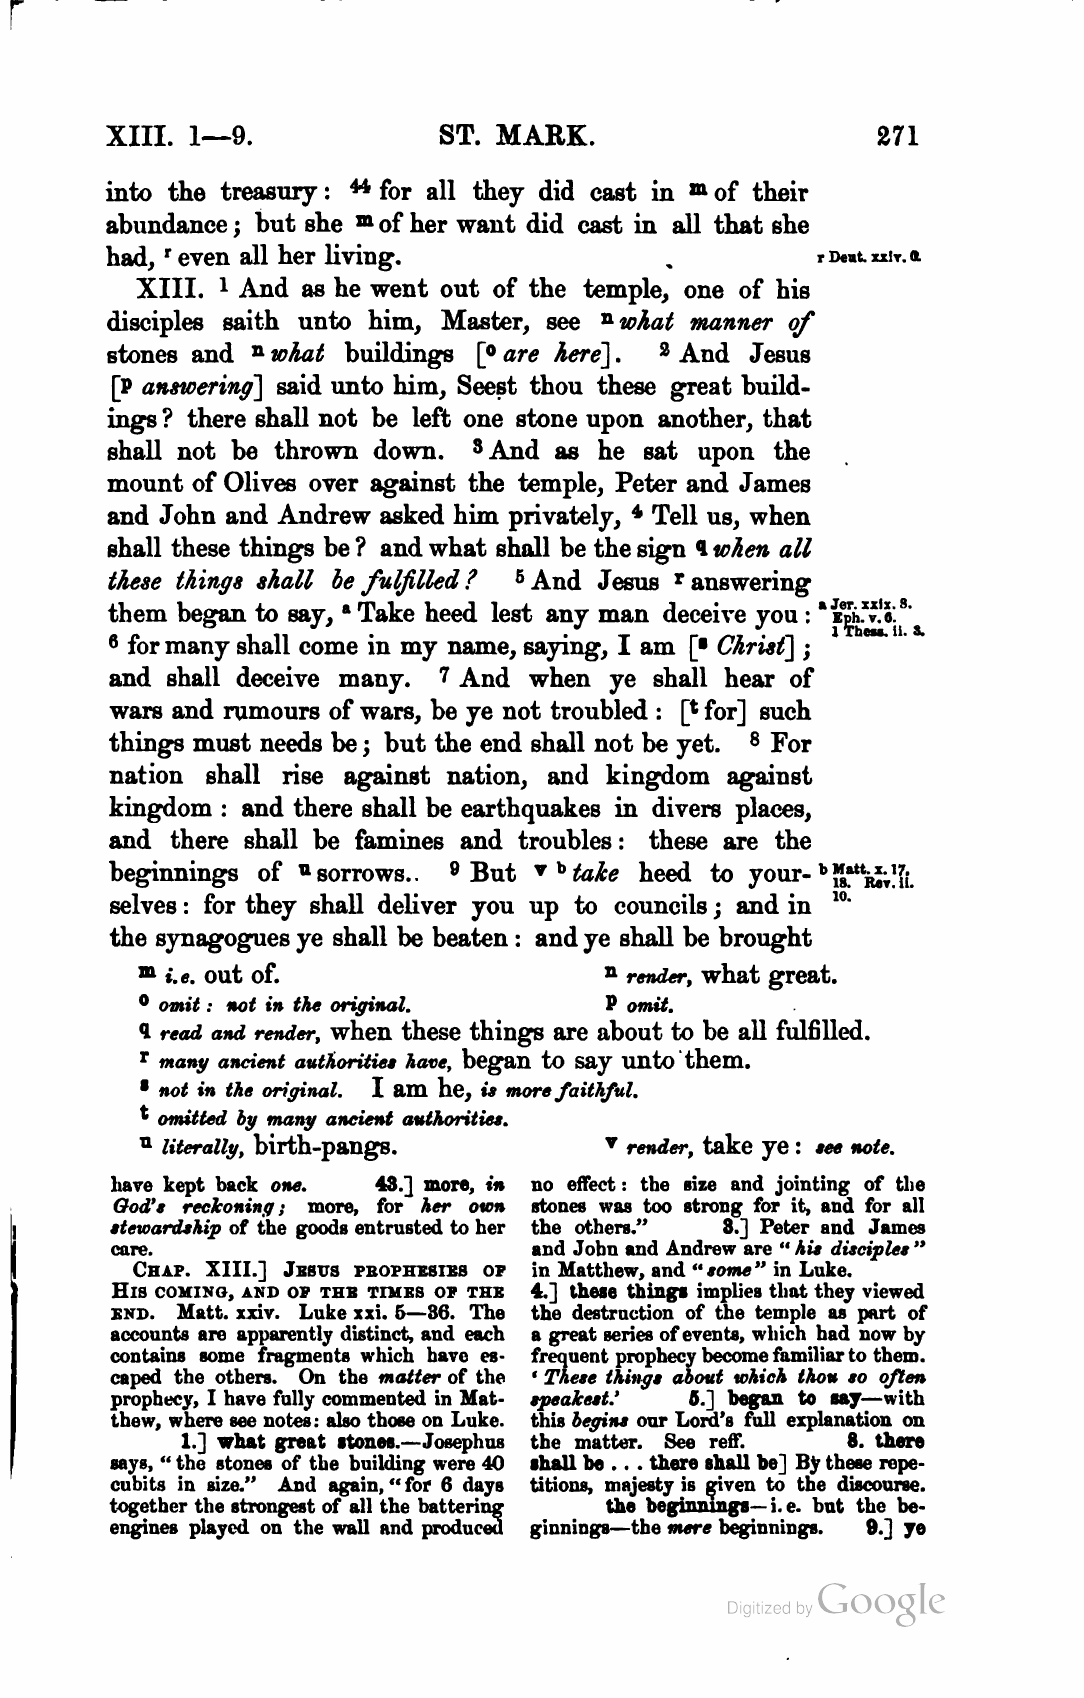 XIII. 1—9. ST. MARK. 271
into the treasury: 44 for all they did cast in m of their
abundance; but she m of her want did cast in all that she
had, r even all her living. r Deut. xxiv. 6.
XIII. 1 And as he went out of the temple, one of his
disciples saith unto him, Master, see n what manner of
stones and n what buildings [o are here]. 2 And Jesus
[p answering] said unto him, Seest thou these great build-
ings? there shall not be left one stone upon another, that
shall not be thrown down. 3 And as he sat upon the
mount of Olives over against the temple, Peter and James
and John and Andrew asked him privately, 4 Tell us, when
shall these things be? and what shall be the sign q when all
these things shall be fulfilled? 5 And Jesus r answering
them began to say, a Take heed lest any man deceive you: a Jer. xxix. 8.
Eph. v. 6.
1 Thess. ii. 3.
6 for many shall come in my name, saying, I am [s Christ];
and shall deceive many. 7 And when ye shall hear of
wars and rumours of wars, be ye not troubled: [t for] such
things must needs be; but the end shall not be yet. 8 For
nation shall rise against nation, and kingdom against
kingdom: and there shall be earthquakes in divers places,
and there shall be famines and troubles: these are the
beginnings of u sorrows.. 9 But v b take heed to your- b Matt. x. 17,
18. Rev. ii.
10.
selves: for they shall deliver you up to councils; and in
the synagogues ye shall be beaten: and ye shall be brought
m i.e. out of. n render, what great.
o omit: not in the original. p omit.
q read and render, when these things are about to be all fulfilled.
r many ancient authorities have, began to say unto them.
s not in the original. I am he, is more faithful.
t omitted by many ancient authorities.
u literally, birth-pangs. v render, take ye: see note.
have kept back one. 43.] more, in
God's reckoning; more, for her own
stewardship of the goods entrusted to her
care.
CHAP. XIII.] JESUS PROPHESIES OF
HIS COMING, AND OF THE TIMES OF THE
END. Matt. xxiv. Luke xxi. 5—36. The
accounts are apparently distinct, and each
contains some fragments which have es-
caped the others. On the matter of the
prophecy, I have fully commented in Mat-
thew, where see notes: also those on Luke.
1.] what great stones.—Josephus
says, "the stones of the building were 40
cubits in size." And again, "for 6 days
together the strongest of all the battering
engines played on the wall and produced
no effect: the size and jointing of the
stones was too strong for it, and for all
the others." 3.] Peter and James
and John and Andrew are "his disciples"
in Matthew, and "some" in Luke.
4.] these things implies that they viewed
the destruction of the temple as part of
a great series of events, which had now by
frequent prophecy become familiar to them.
'These things about which thou so often
speakest.' 5.] began to say—with
this begins our Lord's full explanation on
the matter. See reff. 8. there
shall be ... there shall be] By these repe-
titions, majesty is given to the discourse.
the beginnings—i.e. but the be-
ginnings—the mere beginnings. 9.] ye
Digitized by Google